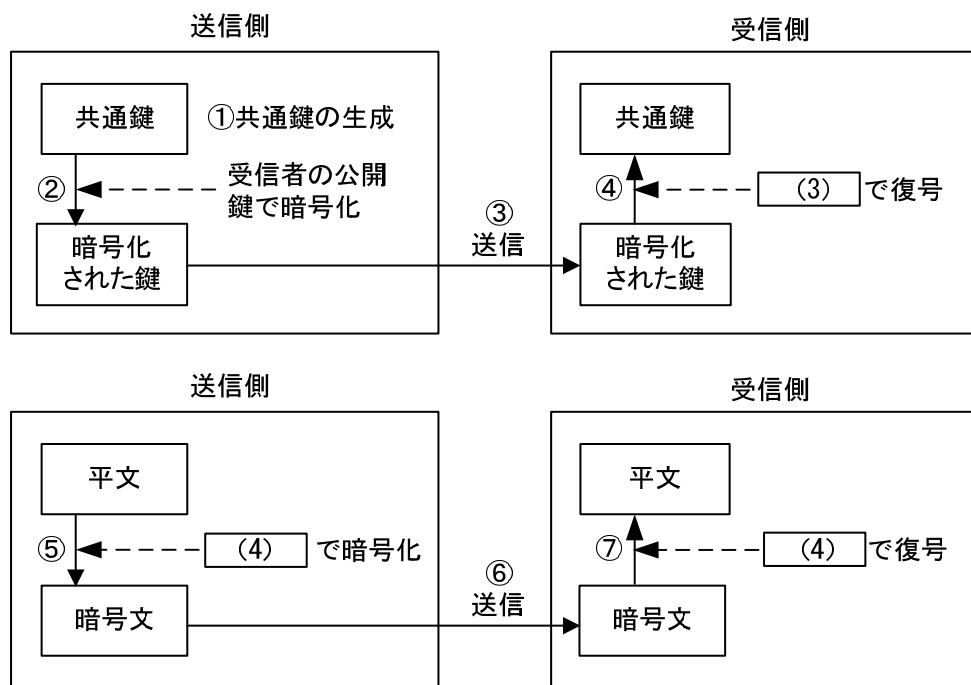 送信側
受信側
共通鍵
①共通鍵の生成
②
受信者の公開
鍵で暗号化
暗号化
された鍵
③
送信
共通鍵
④
(3)で復号
暗号化
された鍵
送信側
受信側
平文
⑤
(4)で暗号化
暗号文
⑥
送信
平文
⑦
(4)で復号
暗号文